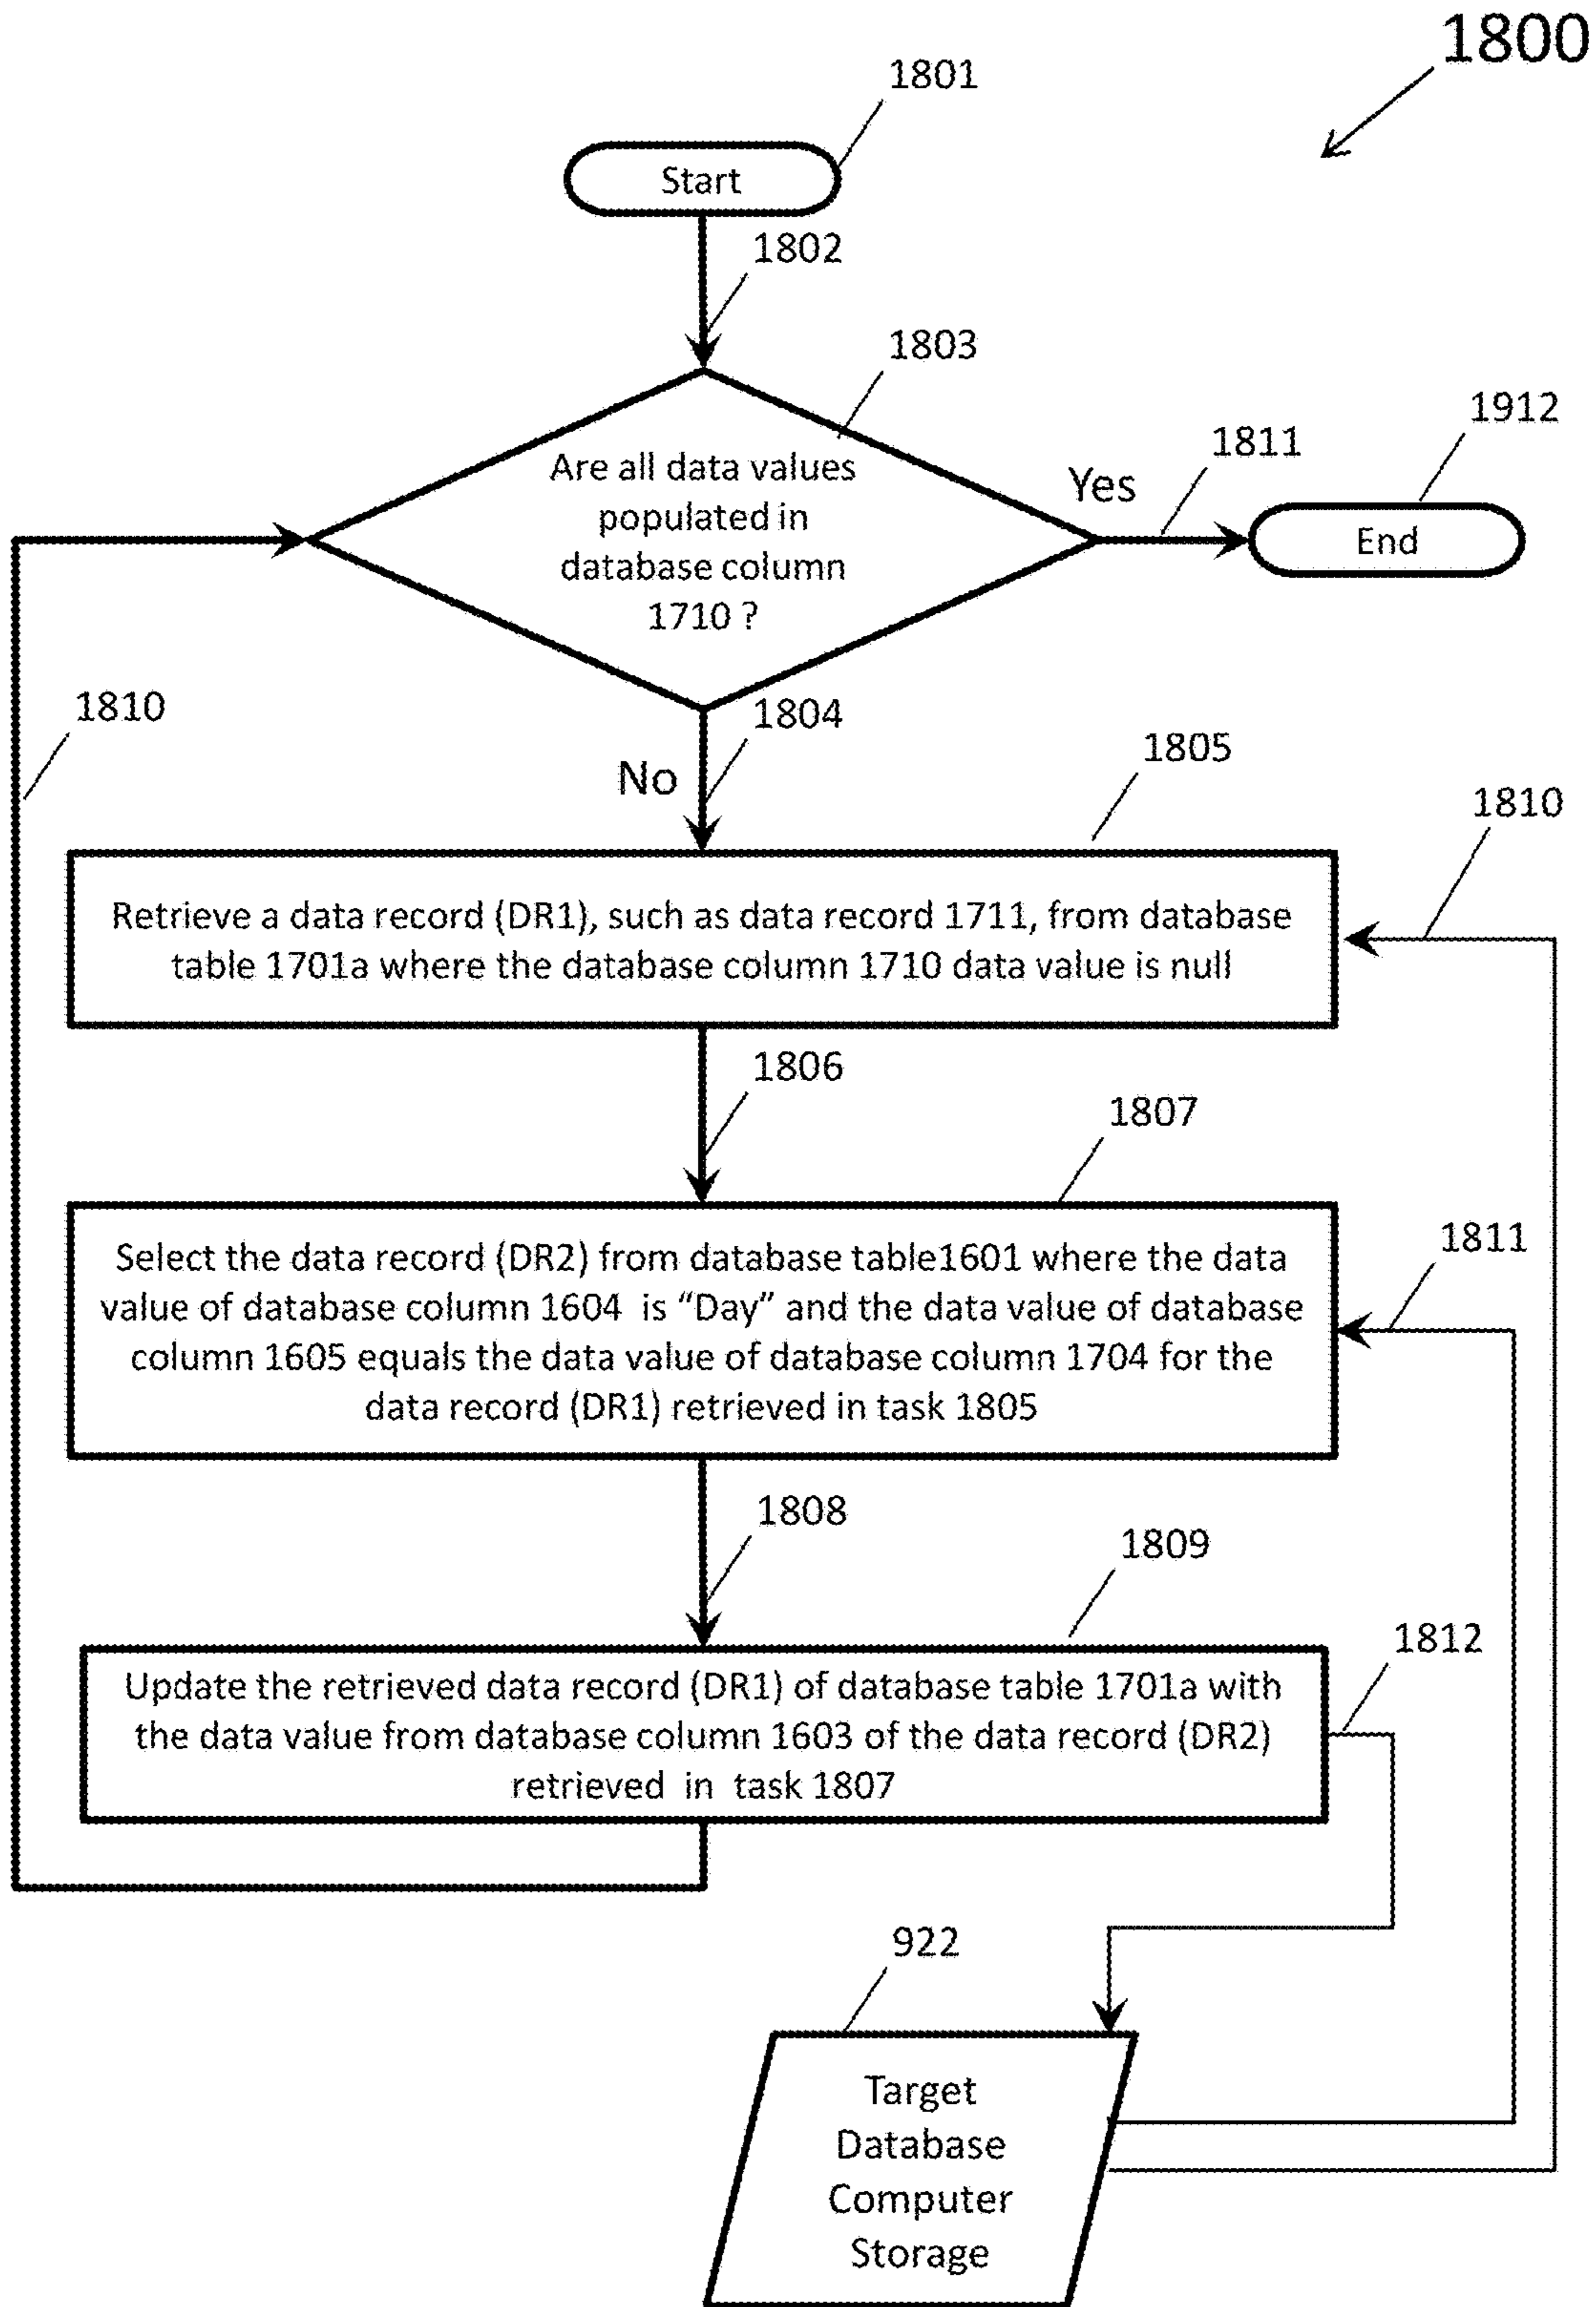 1800
1801
Start
1802
1803
1912
1811
Yes
Are all data values
populated in
database column
1710 ?
End
1810
1804
No
1805
1810
Retrieve a data record (DR1), such as data record 1711, from database
table 1701a where the database column 1710 data value is null
1806
1807
1811
Select the data record (DR2) from database table1601 where the data
value of database column 1604 is “Day” and the data value of database
column 1605 equals the data value of database column 1704 for the
data record (DR1) retrieved in task 1805
1808
1809
1812
Update the retrieved data record (DR1) of database table 1701a with
the data value from database column 1603 of the data record (DR2)
retrieved in task 1807
922
Target
Database
Computer
Storage